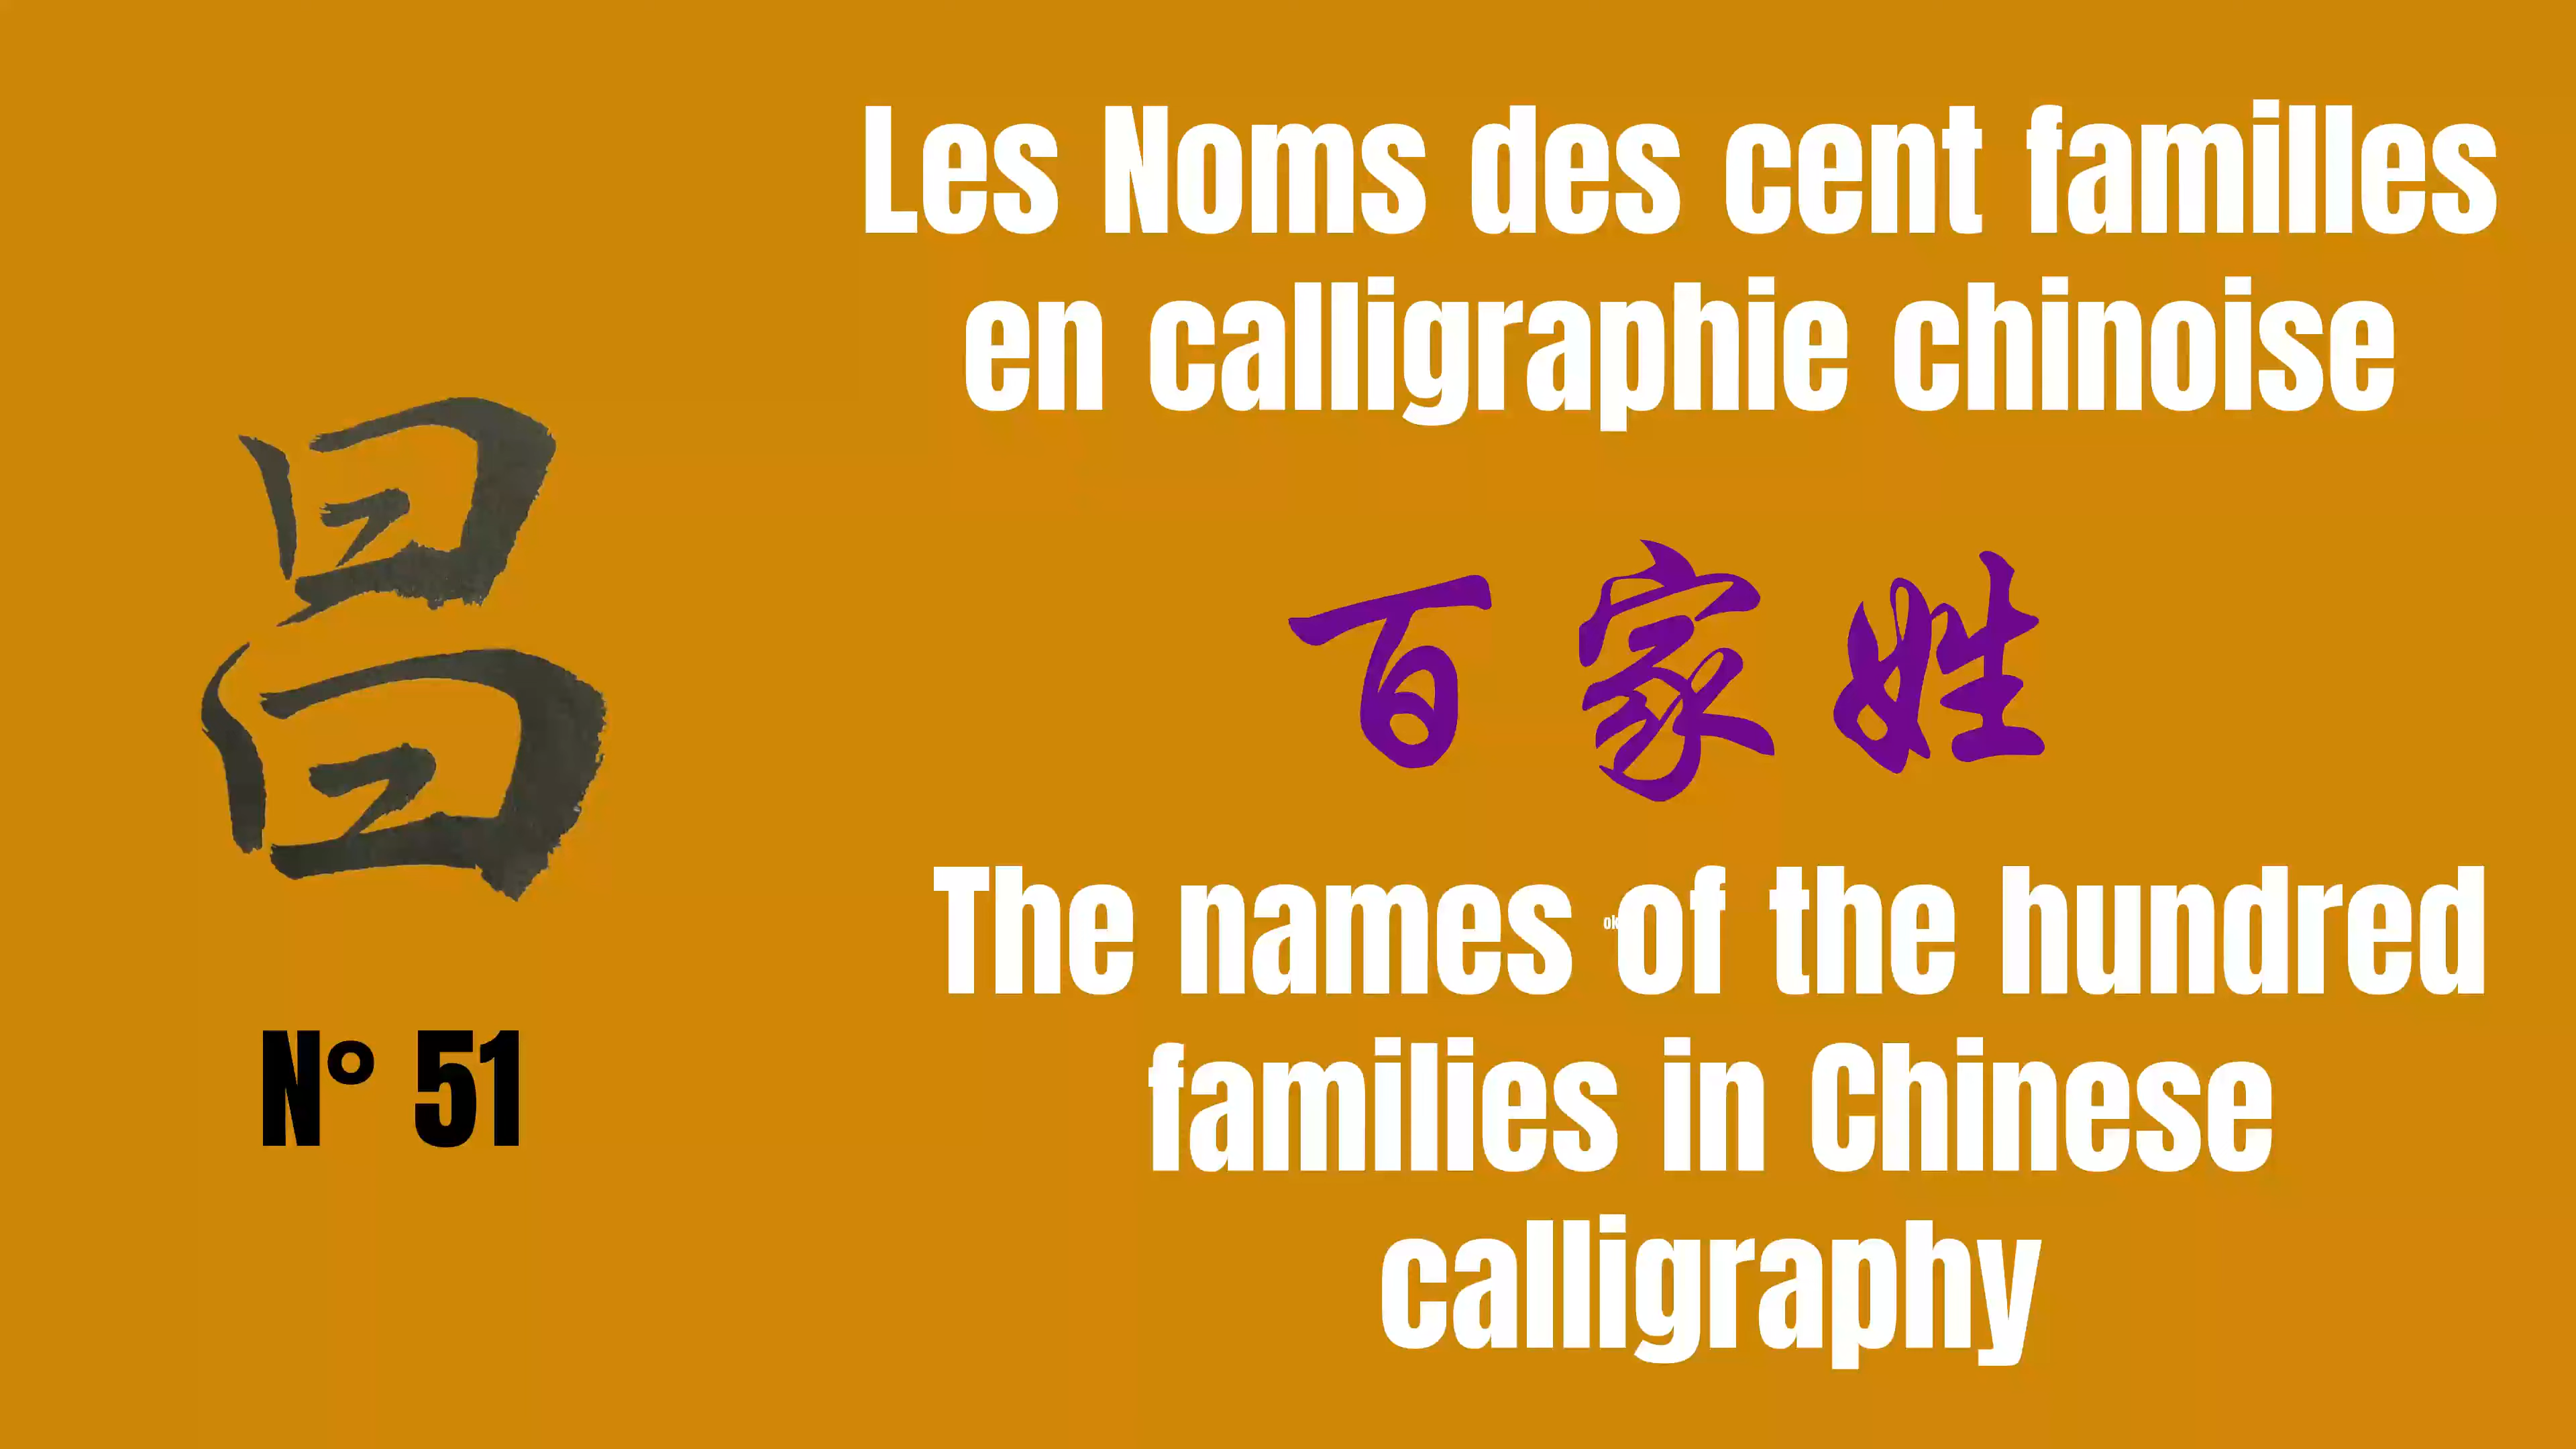 昌
N° 51
Les Noms des cent familles
en calligraphie chinoise
百家姓
The names of the hundred
families in Chinese
calligraphy
ok